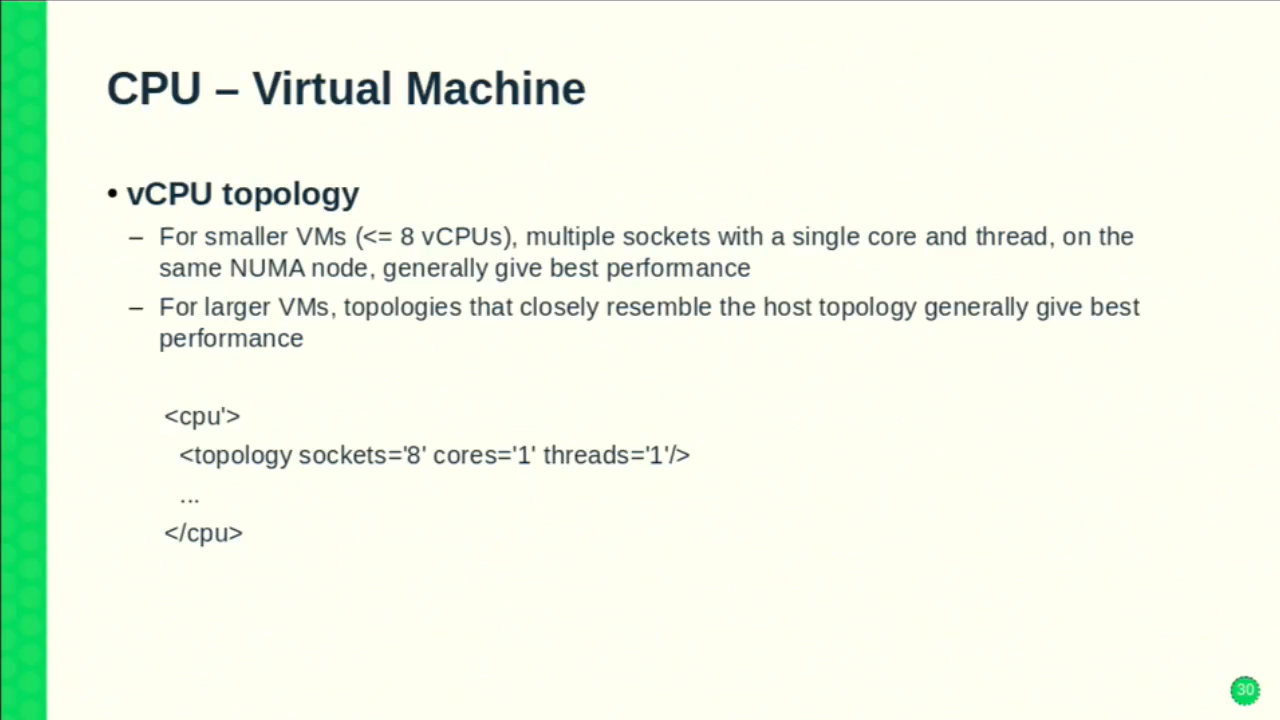 CPU – Virtual Machine
• vCPU topology
– For smaller VMs (<= 8 vCPUs), multiple sockets with a single core and thread, on the
same NUMA node, generally give best performance
– For larger VMs, topologies that closely resemble the host topology generally give best
performance
<cpu'>
<topology sockets='8' cores='1' threads='1'/>
...
</cpu>
30